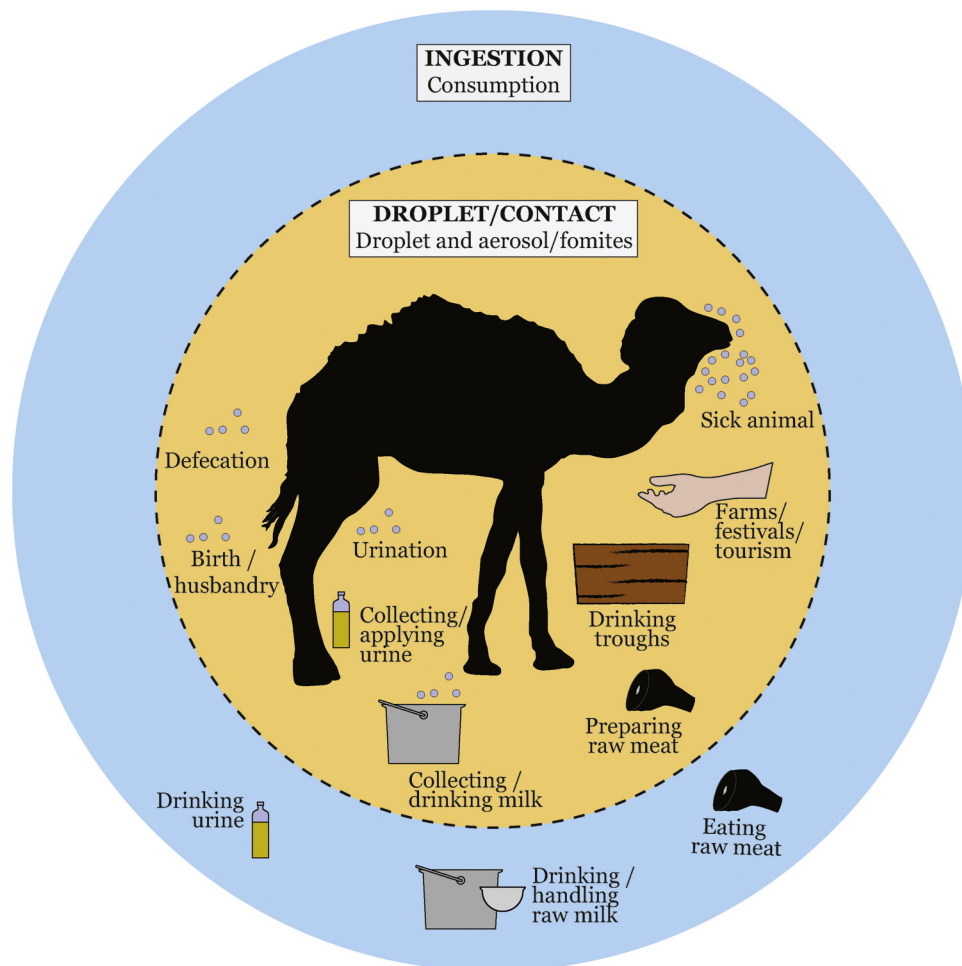 INGESTION
Consumption
DROPLET/CONTACT
Droplet and aerosol/fomites
Sick animal
Defecation
Farms/
festivals/
tourism
Urination
Birth /
husbandry
Collecting/
applying
urine
Drinking
troughs
Preparing
raw meat
Collecting /
drinking milk
Drinking
urine
Eating
raw meat
Drinking /
handling
raw milk